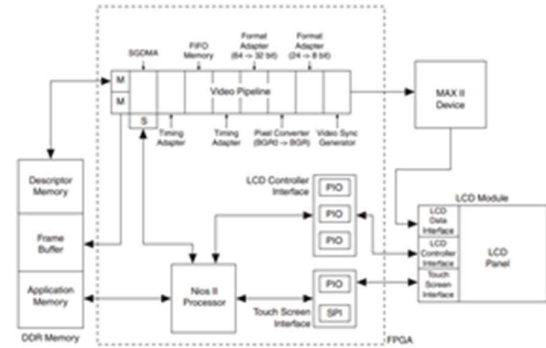 SGDMA
FIFO
Memory
Format
Adapter
(64 -> 32 bit)
Format
Adapter
(24 -> 8 bit)
M
M
Video Pipeline
S
Timing
Adapter
Timing
Adapter
Pixel Converter
(BGR0 -> BGR)
Video Sync
Generator
MAX II
Device
Descriptor
Memory
Frame
Buffer
Application
Memory
DDR Memory
Nios II
Processor
LCD Controller
Interface
PIO
PIO
PIO
PIO
SPI
Touch Screen
Interface
FPGA
LCD Module
LCD
Data
Interface
LCD
Controller
Interface
Touch
Screen
Interface
LCD
Panel